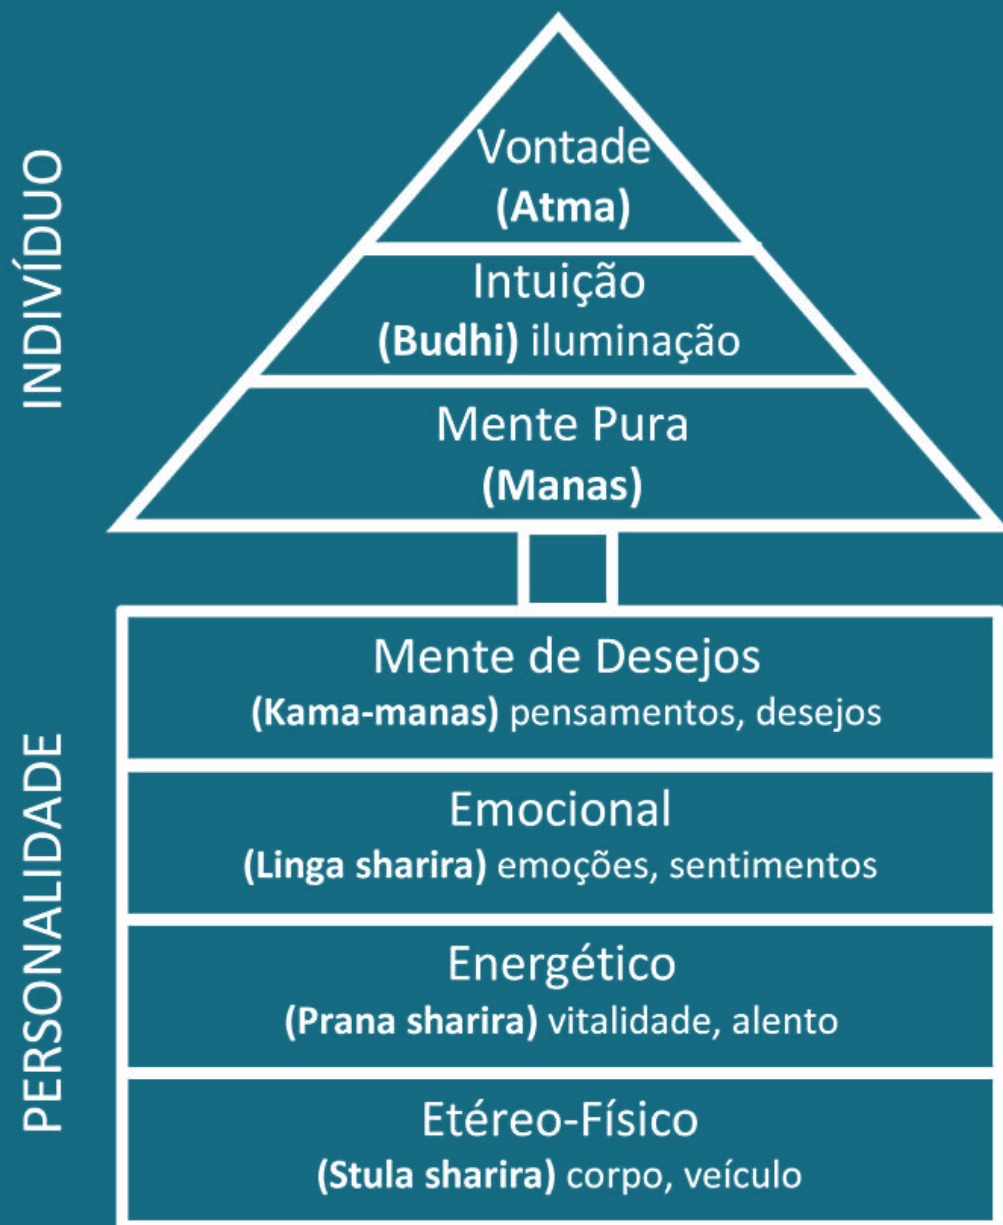 INDIVÍDUO
Vontade
(Atma)
Intuição
(Budhi) iluminação
Mente Pura
(Manas)
PERSONALIDADE
Mente de Desejos
(Kama-manas) pensamentos, desejos
Emocional
(Linga sharira) emoções, sentimentos
Energético
(Prana sharira) vitalidade, alento
Etéreo-Físico
(Stula sharira) corpo, veículo